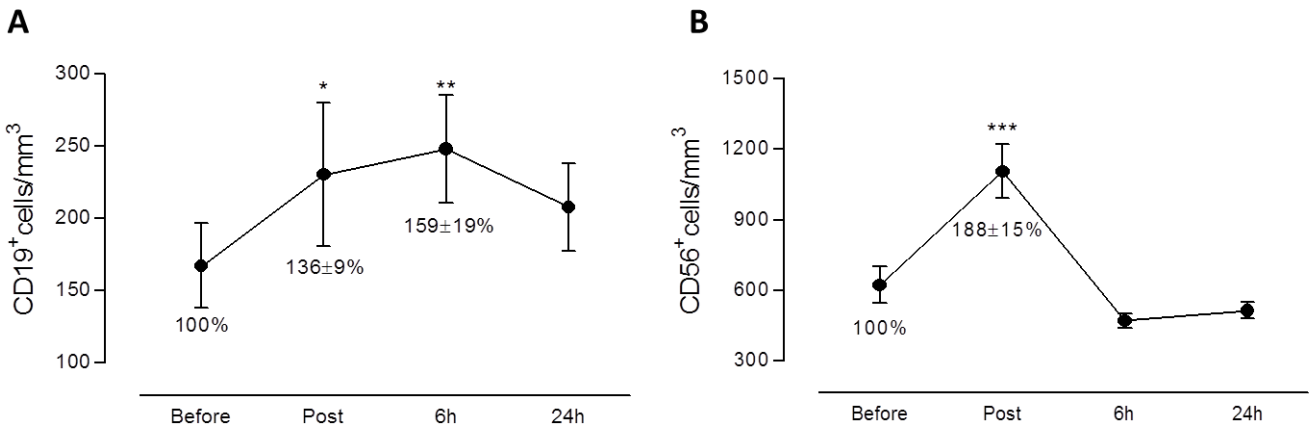 A
CD19+ cells/mm3
300
250
200
150
100
*
**
100%
136±9%
159±19%
Before
Post
6h
24h
B
CD56+ cells/mm3
1500
1200
900
600
300
***
100%
188±15%
Before
Post
6h
24h